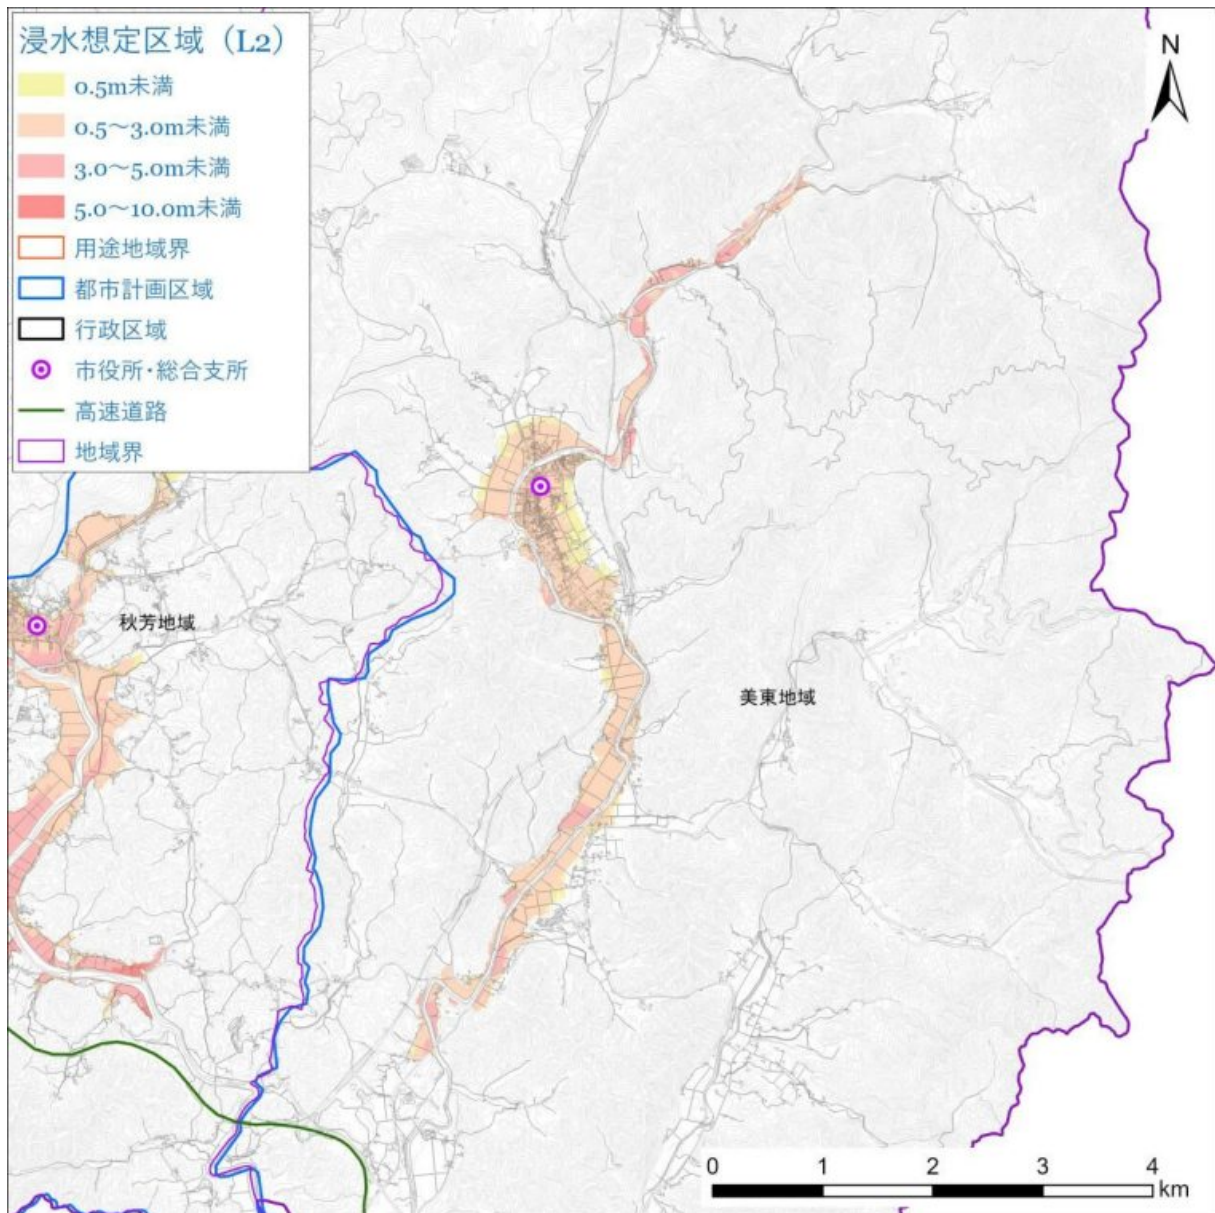 浸水想定区域（L2）
0.5m未満
0.5～3.0m未満
3.0～5.0m未満
5.0～10.0m未満
用途地域界
都市計画区域
行政区域
市役所・総合支所
高速道路
地域界
N
秋芳地域
美東地域
0 1 2 3 4
km